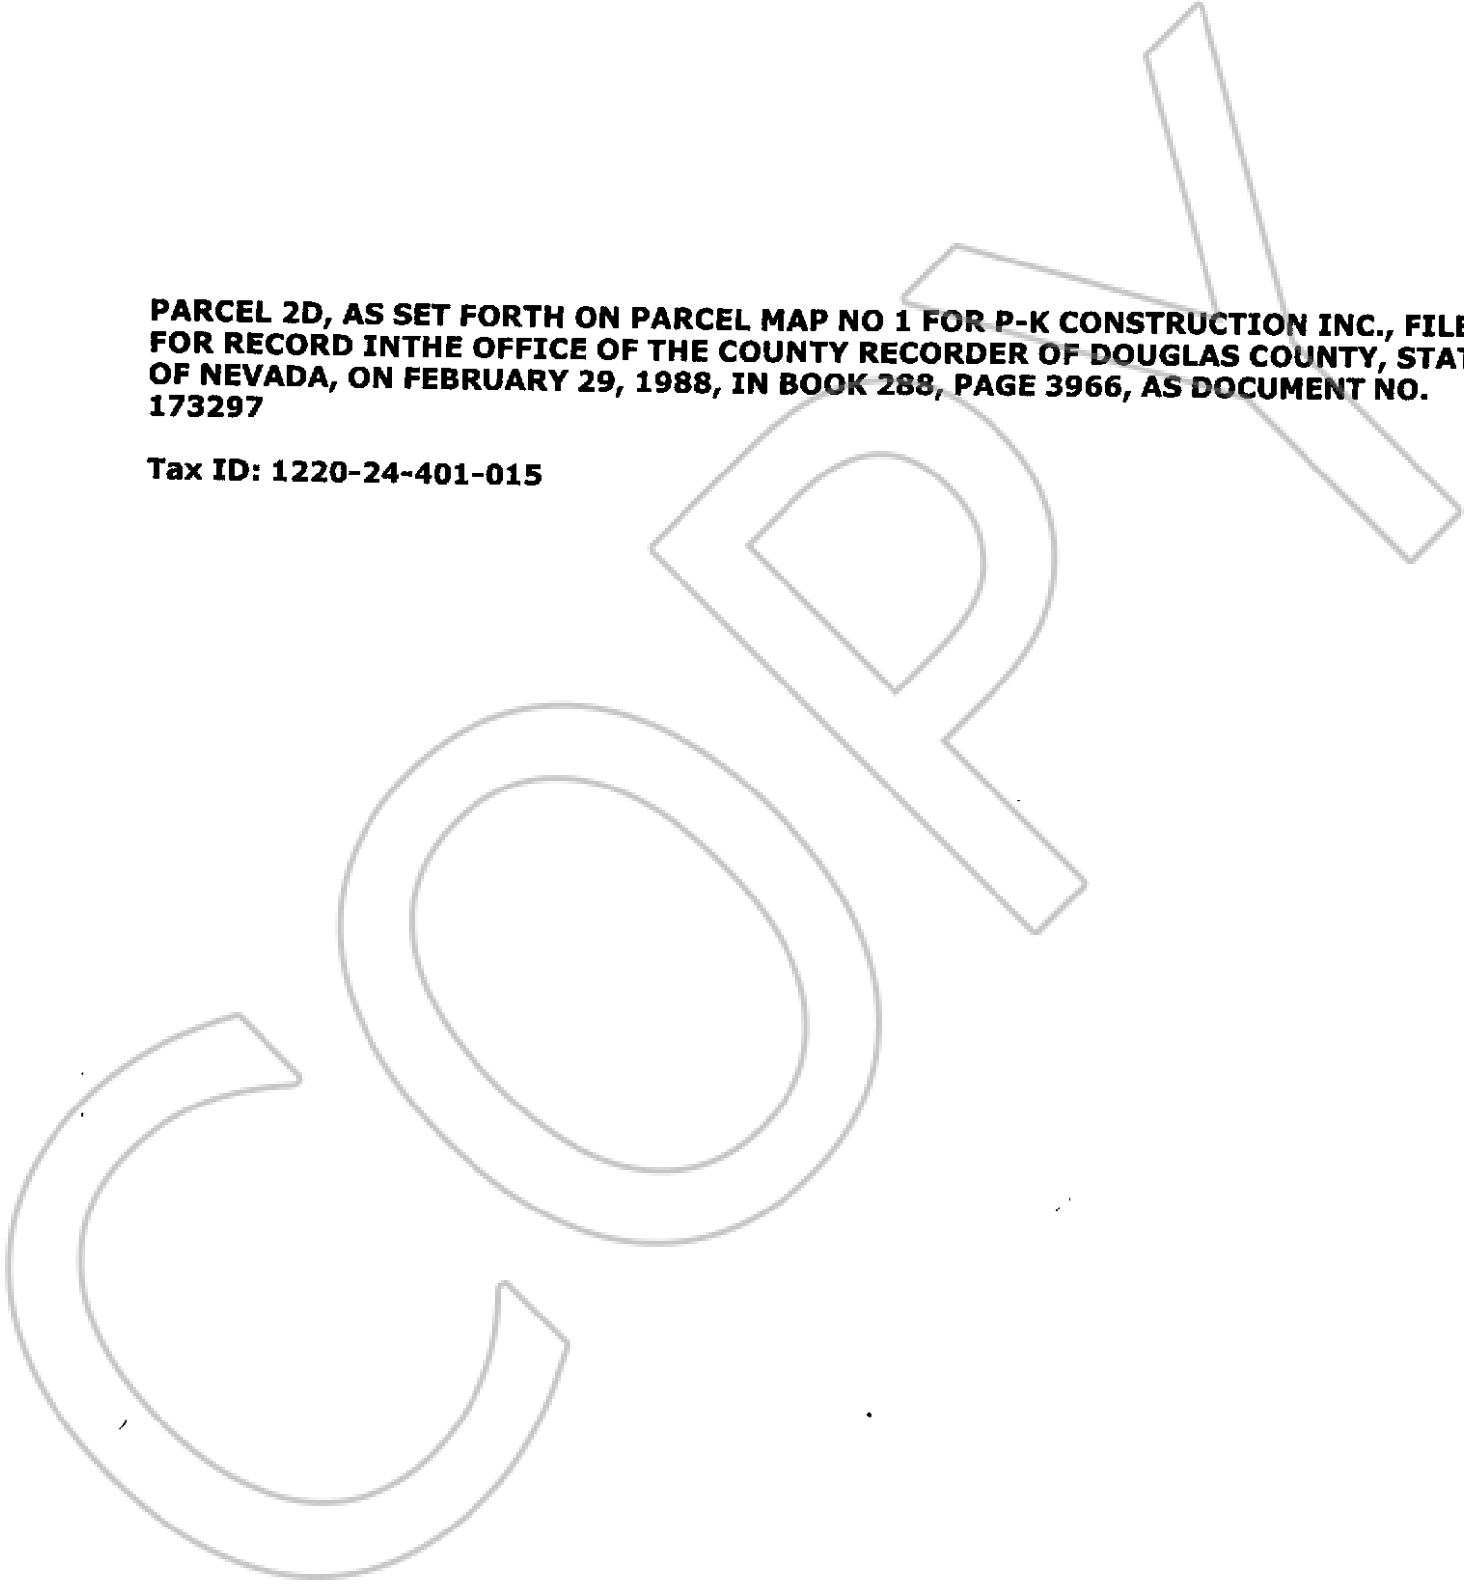 PARCEL 2D, AS SET FORTH ON PARCEL MAP NO 1 FOR P-K CONSTRUCTION INC., FILE
FOR RECORD INTHE OFFICE OF THE COUNTY RECORDER OF DOUGLAS COUNTY, STAT
OF NEVADA, ON FEBRUARY 29, 1988, IN BOOK 288, PAGE 3966, AS DOCUMENT NO.
173297
Tax ID: 1220-24-401-015
COPY